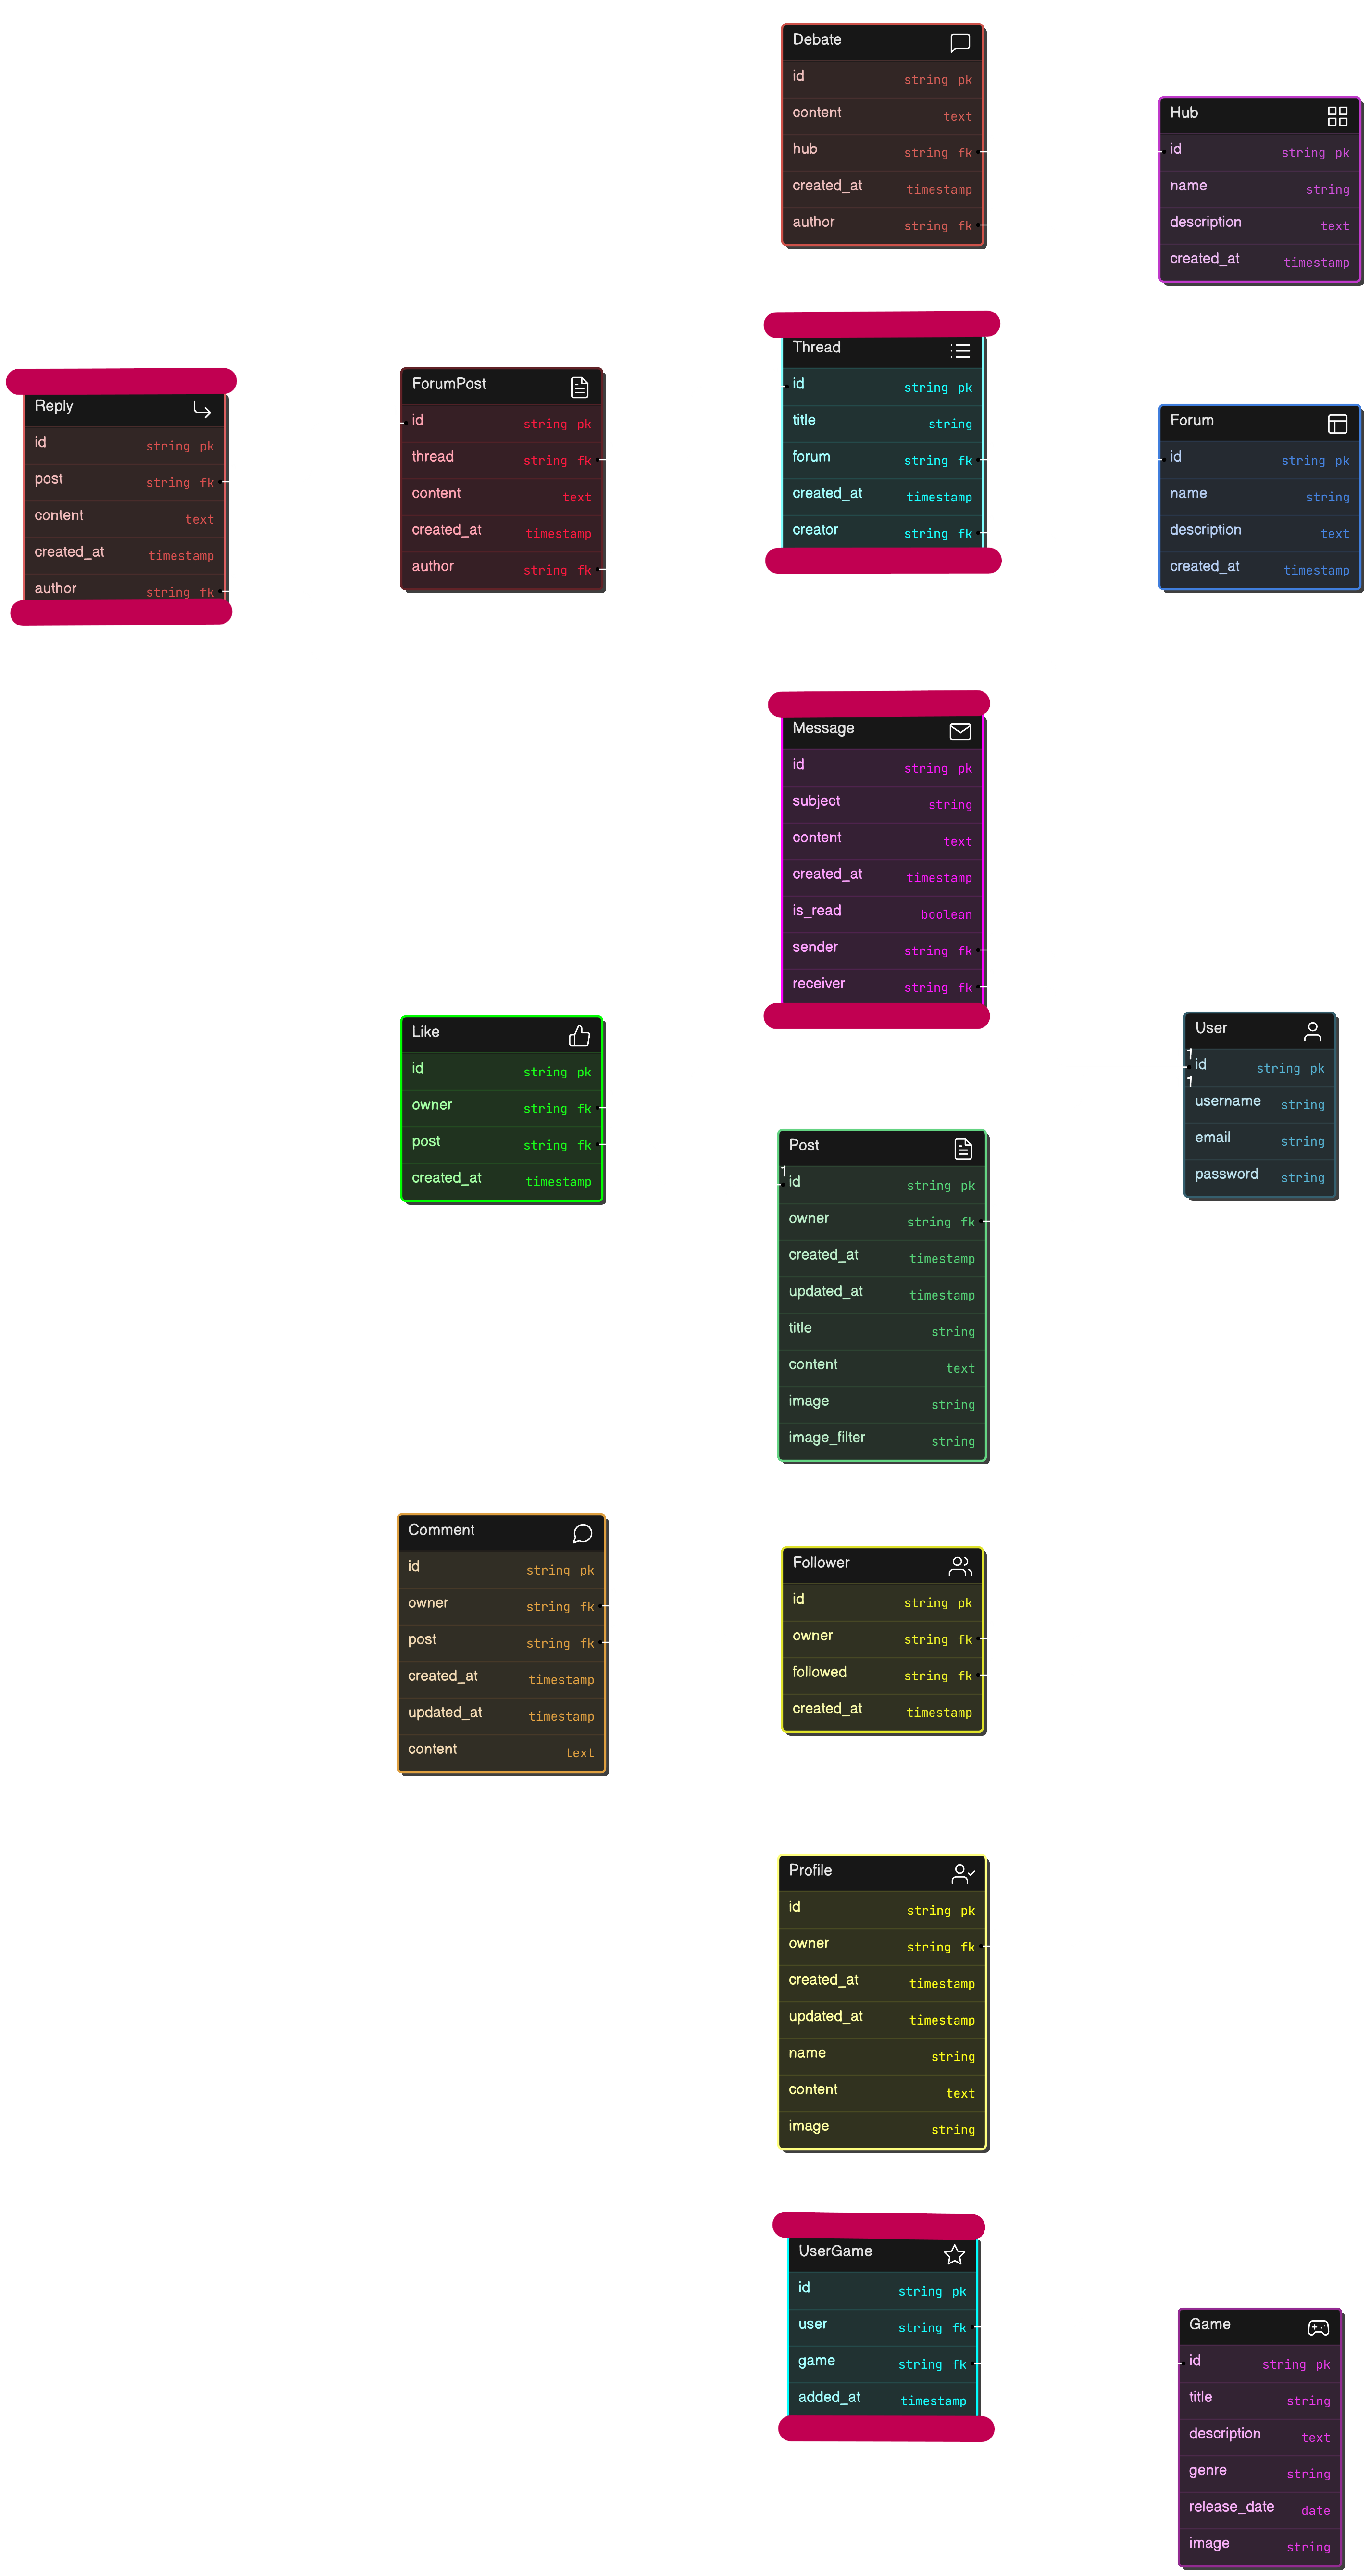 Debate
id string pk
content text
hub string fk
created_at timestamp
author string fk
Hub
id string pk
name string
description text
created_at timestamp
Reply
id string pk
post string fk
content text
created_at timestamp
author string fk
ForumPost
id string pk
thread string fk
content text
created_at timestamp
author string fk
Thread
id string pk
title string
forum string fk
created_at timestamp
creator string fk
Forum
id string pk
name string
description text
created_at timestamp
Message
id string pk
subject string
content text
created_at timestamp
is_read boolean
sender string fk
receiver string fk
Like
id string pk
owner string fk
post string fk
created_at timestamp
User
1
id string pk
1
username string
email string
password string
Post
1
id string pk
owner string fk
created_at timestamp
updated_at timestamp
title string
content text
image string
image_filter string
Comment
id string pk
owner string fk
post string fk
created_at timestamp
updated_at timestamp
content text
Follower
id string pk
owner string fk
followed string fk
created_at timestamp
Profile
id string pk
owner string fk
created_at timestamp
updated_at timestamp
name string
content text
image string
UserGame
id string pk
user string fk
game string fk
added_at timestamp
Game
id string pk
title string
description text
genre string
release_date date
image string